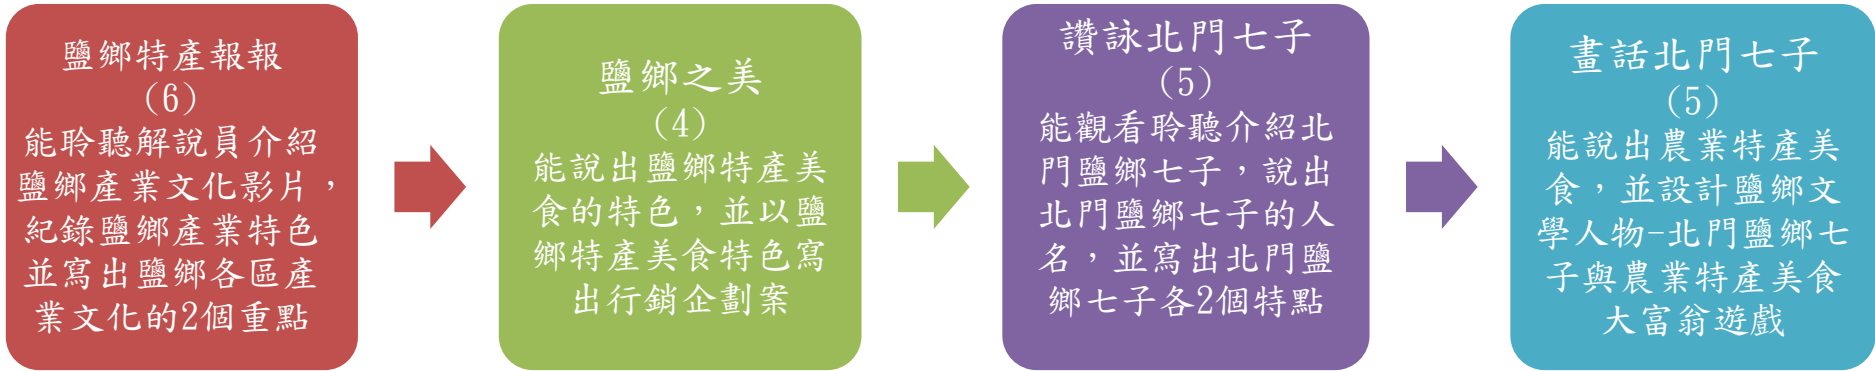 鹽鄉特產報報
(6)
能聆聽解說員介紹
鹽鄉產業文化影片，
紀錄鹽鄉產業特色
並寫出鹽鄉各區產
業文化的2個重點
鹽鄉之美
(4)
能說出鹽鄉特產美
食的特色，並以鹽
鄉特產美食特色寫
出行銷企劃案
讚詠北門七子
(5)
能觀看聆聽介紹北
門鹽鄉七子，說出
北門鹽鄉七子的人
名，並寫出北門鹽
鄉七子各2個特點
畫話北門七子
(5)
能說出農業特產美
食，並設計鹽鄉文
學人物-北門鹽鄉七
子與農業特產美食
大富翁遊戲